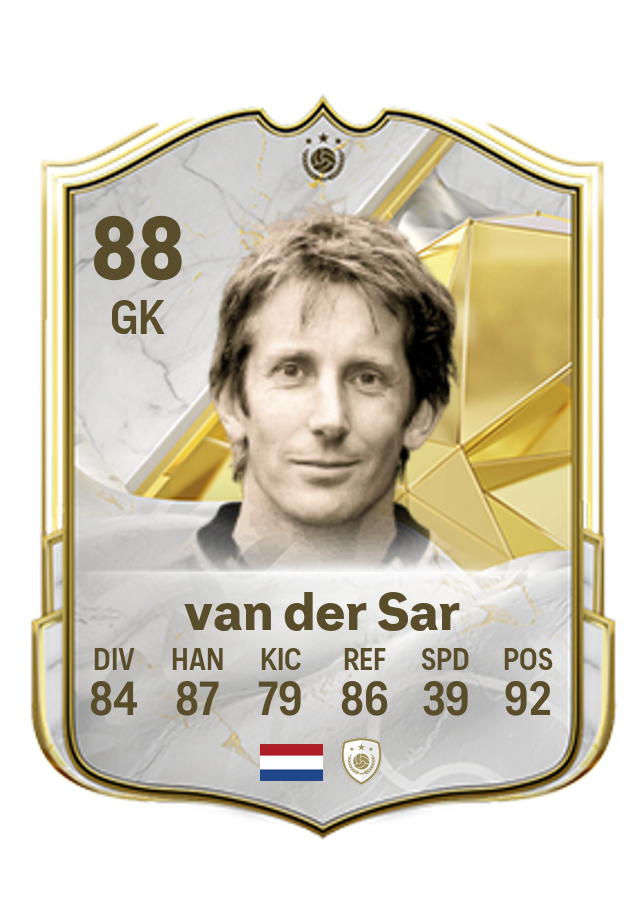 88
GK
van der Sar
DIV HAN KIC REF SPD POS
84 87 79 86 39 92